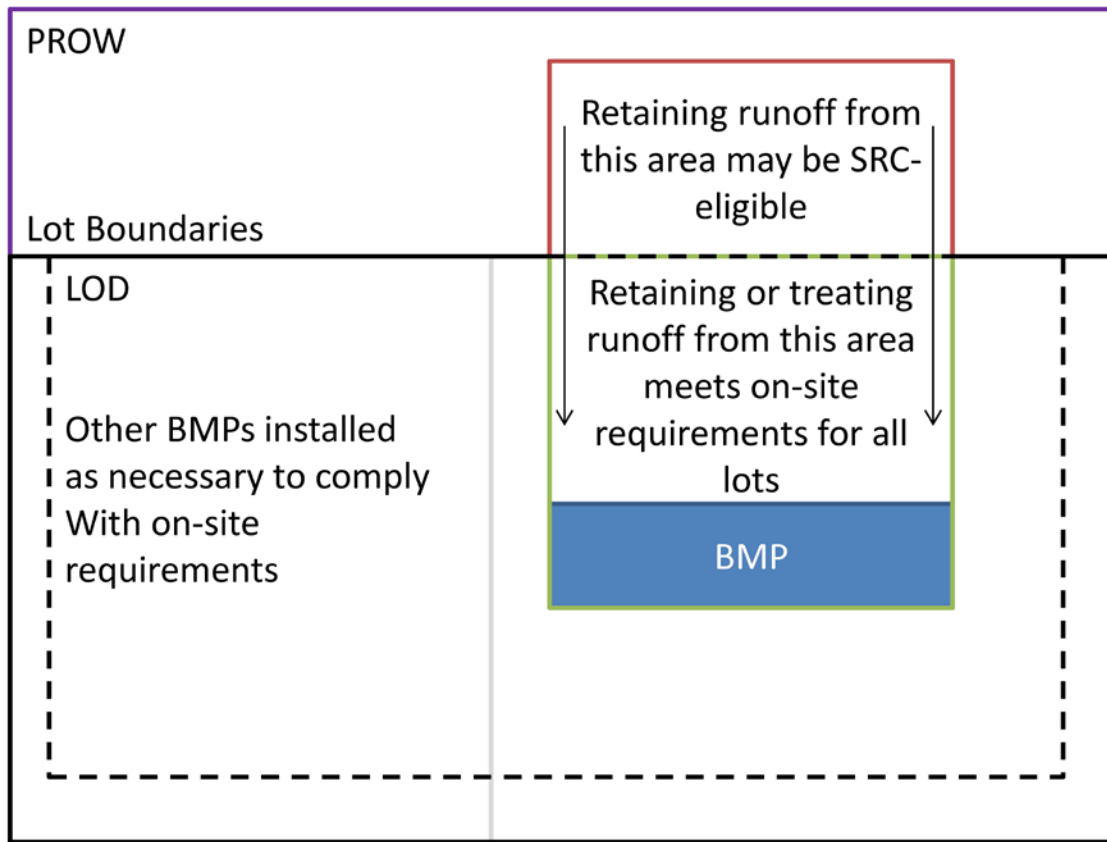 PROW
Retaining runoff from
this area may be SRC-
eligible
Lot Boundaries
LOD
Retaining or treating
runoff from this area
meets on-site
requirements for all
lots
Other BMPs installed
as necessary to comply
With on-site
requirements
BMP